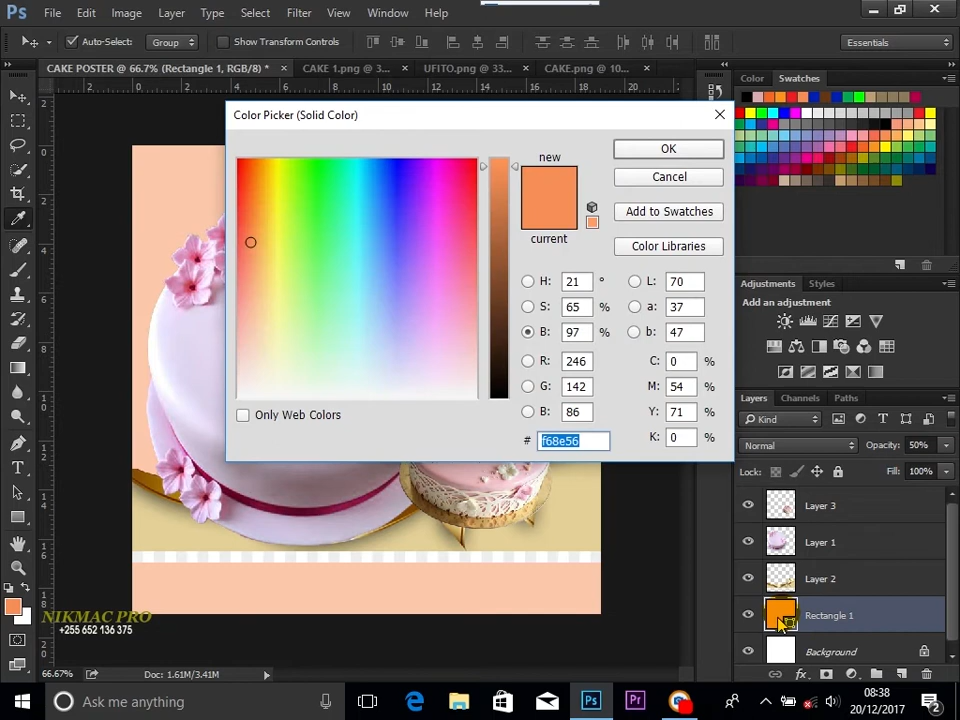 Ps File Edit Image Layer Type Select Filter View Window Help
Auto-Select: Group Show Transform Controls Essentials
CAKE POSTER @ 66.7% (Rectangle 1, RGB/8) * × CAKE 1.png @ 3... × UFITO.png @ 33... × CAKE.png @ 10... ×
Color Swatches
Color Picker (Solid Color)
new
current
OK
Cancel
Add to Swatches
Color Libraries
H: 21 °
S: 65 %
B: 97 %
R: 246
G: 142
B: 86
# f68e56
L: 70
a: 37
b: 47
C: 0 %
M: 54 %
Y: 71 %
K: 0 %
Only Web Colors
Adjustments Styles
Add an adjustment
Layers Channels Paths
Kind
Normal Opacity: 50%
Lock: Fill: 100%
Layer 3
Layer 1
Layer 2
Rectangle 1
Background
NIKMAC PRO
+255 652 136 375
66.67% Doc: 1.61M/3.41M
Ask me anything
Ps Pr
08:38
20/12/2017
2